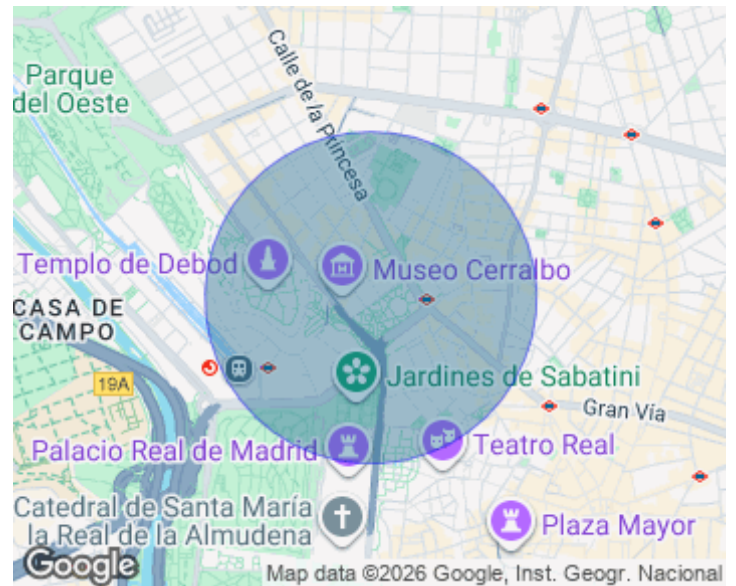 Parque
del Oeste
Calle de la Princesa
Templo de Debod
Museo Cerralbo
CASA DE
CAMPO
19A
Jardines de Sabatini
Gran Vía
Palacio Real de Madrid
Teatro Real
Catedral de Santa María
la Real de la Almudena
Plaza Mayor
Google
Map data ©2026 Google, Inst. Geogr. Nacional